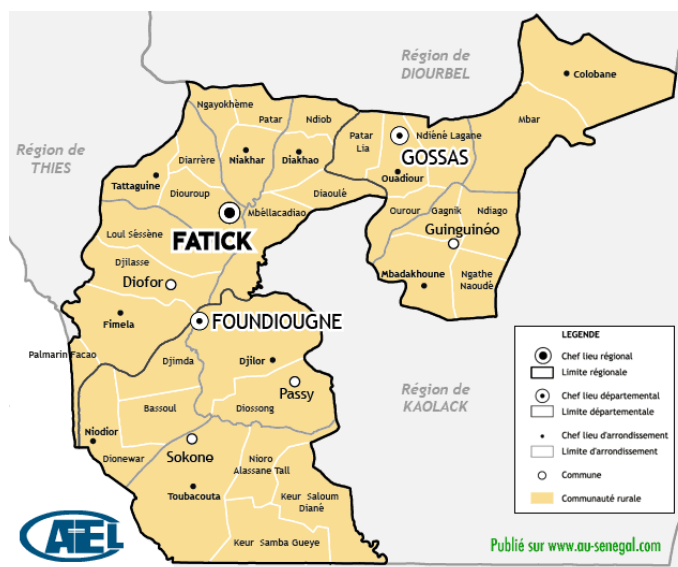 Région de
DIOURBEL
Colobane
Ngayokhème
Patar
Ndiob
Mbar
Patar
Lia
Ndièné Lagane
GOSSAS
Région de
THIES
Diarrère
Niakhar
Diakhao
Ouadiour
Tattaguine
Diouroup
Diaoulè
Mbèllacadiao
Ourour
Gagnik
Ndiago
Guinguinéo
FATICK
Loul Sèssène
Djilasse
Diofor
Mbadakhoune
Ngathe
Naoudè
Fimela
FOUNDIOUGNE
Palmarin Facao
Djimda
Djilor
Passy
Région de
KAOLACK
Bassoul
Diossong
Niodior
Dionewar
Sokone
Nioro
Alassane Tall
Toubacouta
Keur Saloum
Diané
Keur Samba Gueye
LEGENDE
Chef lieu régional
Limite régionale
Chef lieu départemental
Limite départementale
Chef lieu d'arrondissement
Limite d'arrondissement
Commune
Communauté rurale
ATEL
Publié sur www.au-senegal.com